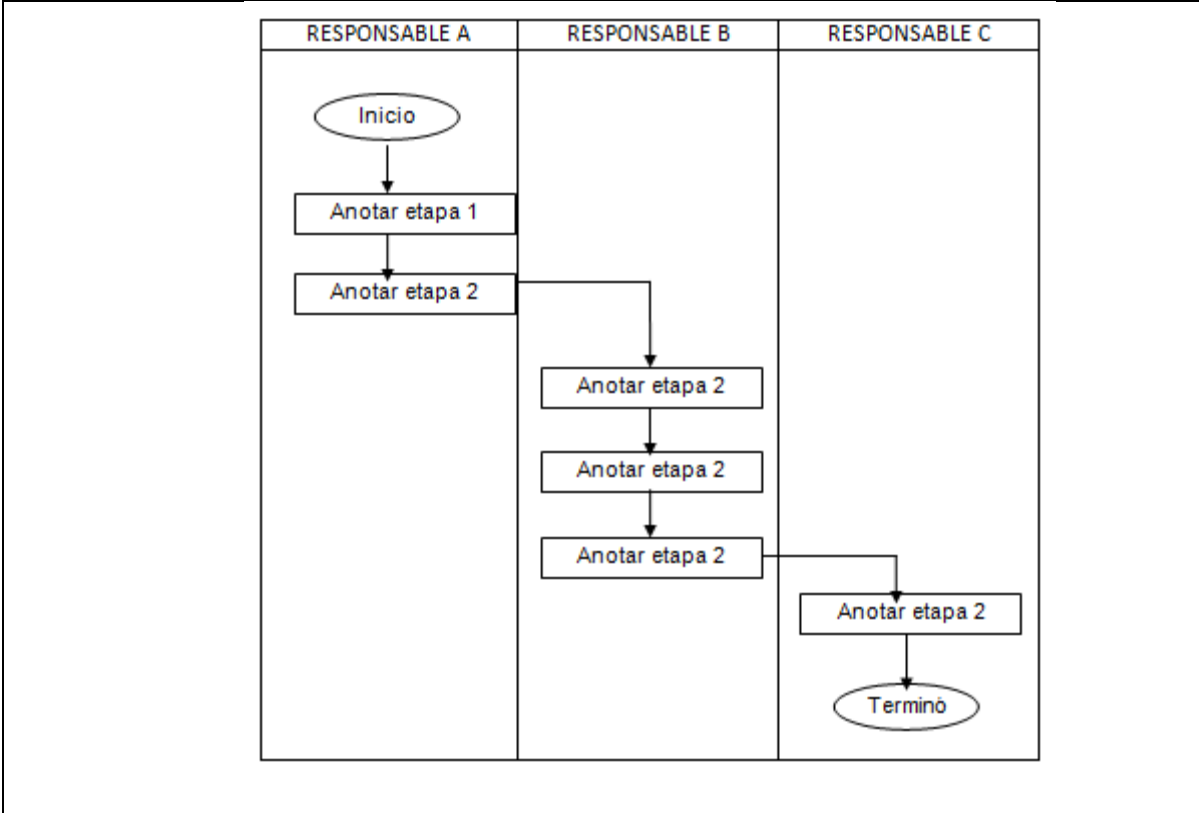 RESPONSABLE A
RESPONSABLE B
RESPONSABLE C
Inicio
Anotar etapa 1
Anotar etapa 2
Anotar etapa 2
Anotar etapa 2
Anotar etapa 2
Anotar etapa 2
Terminó